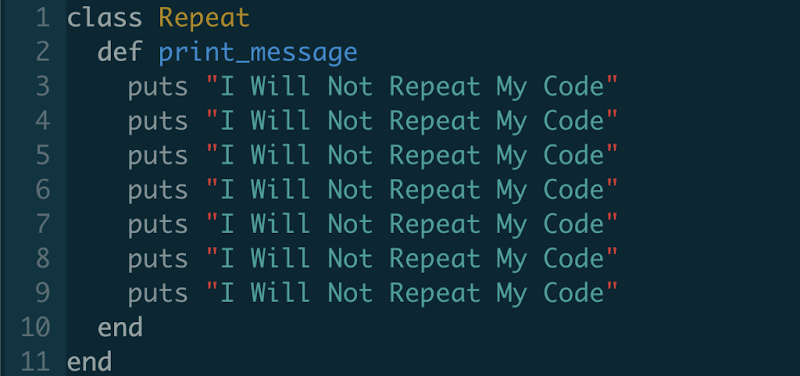 1 class Repeat
2   def print_message
3     puts "I Will Not Repeat My Code"
4     puts "I Will Not Repeat My Code"
5     puts "I Will Not Repeat My Code"
6     puts "I Will Not Repeat My Code"
7     puts "I Will Not Repeat My Code"
8     puts "I Will Not Repeat My Code"
9     puts "I Will Not Repeat My Code"
10   end
11 end